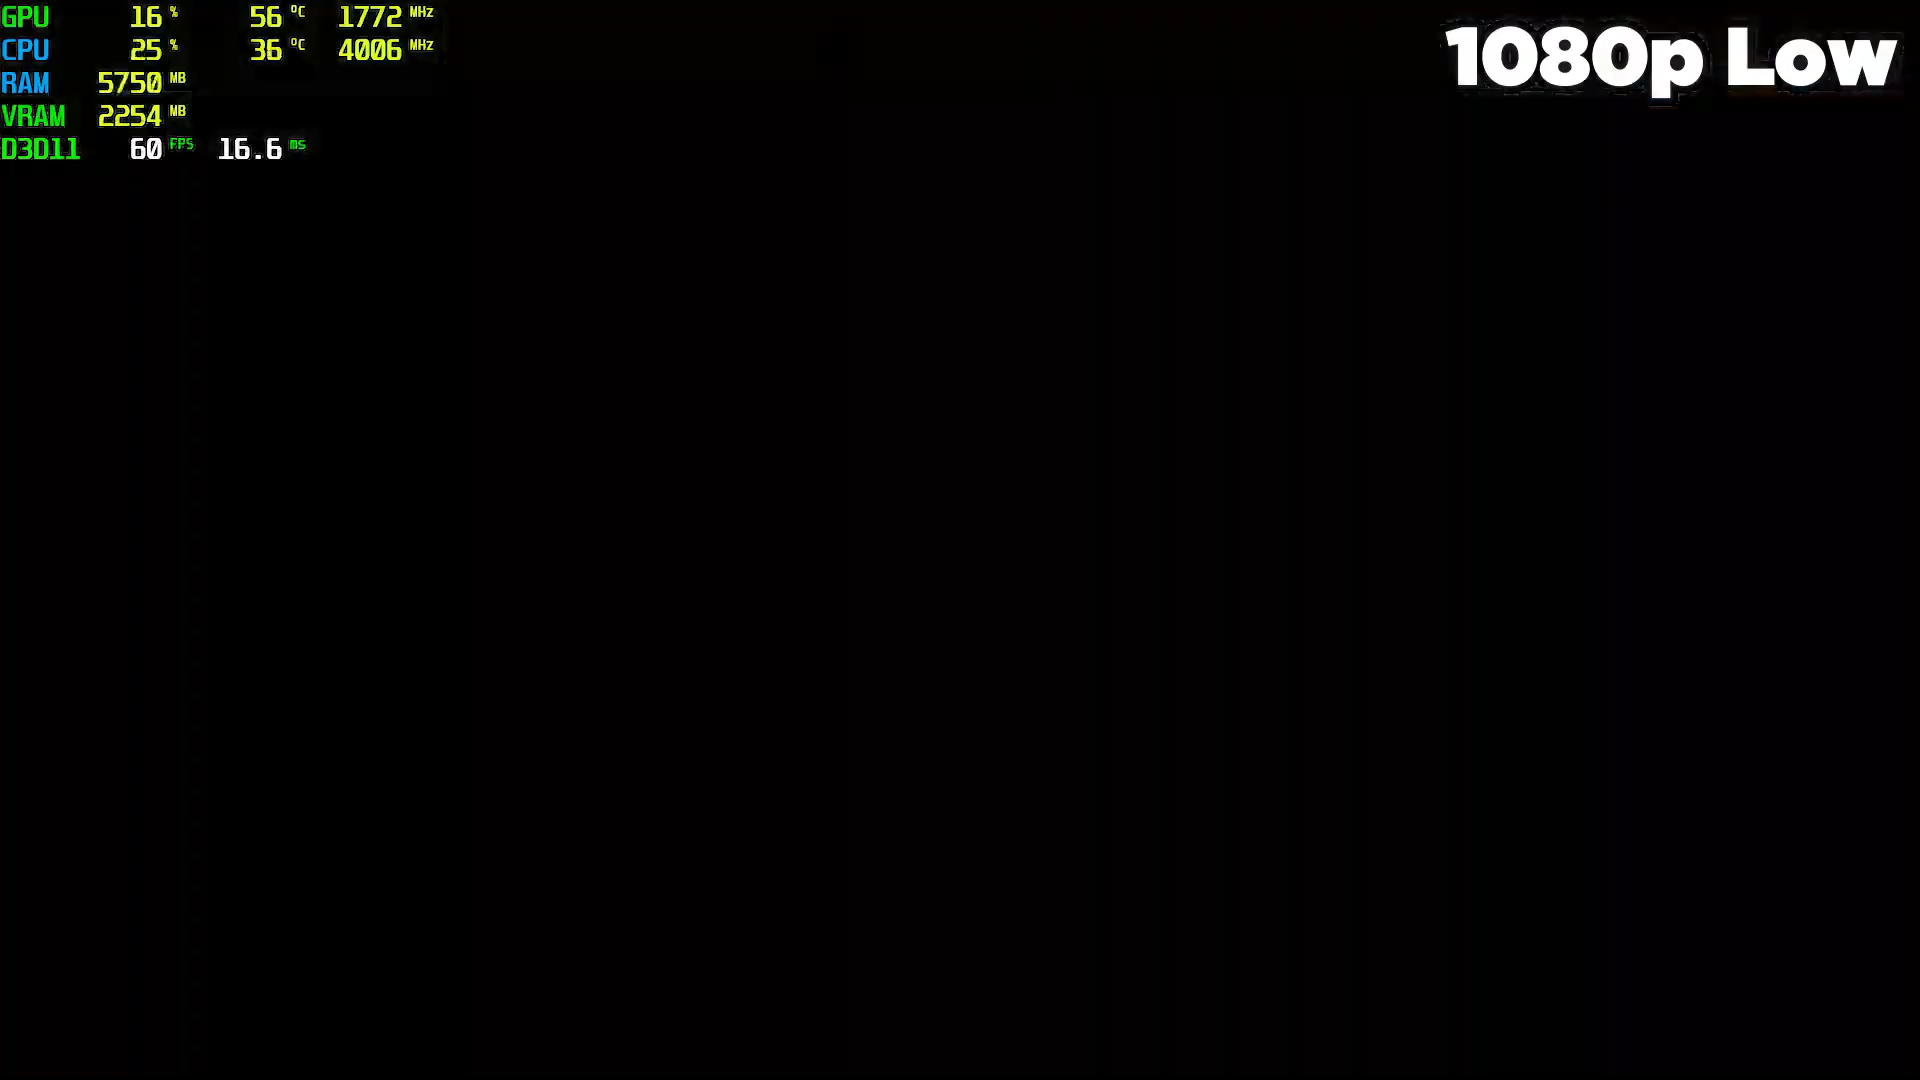 GPU 16 % 56 °C 1772 MHz
CPU 25 % 36 °C 4006 MHz
RAM 5750 MB
VRAM 2254 MB
D3D11 60 FPS 16.6 ms
1080p Low